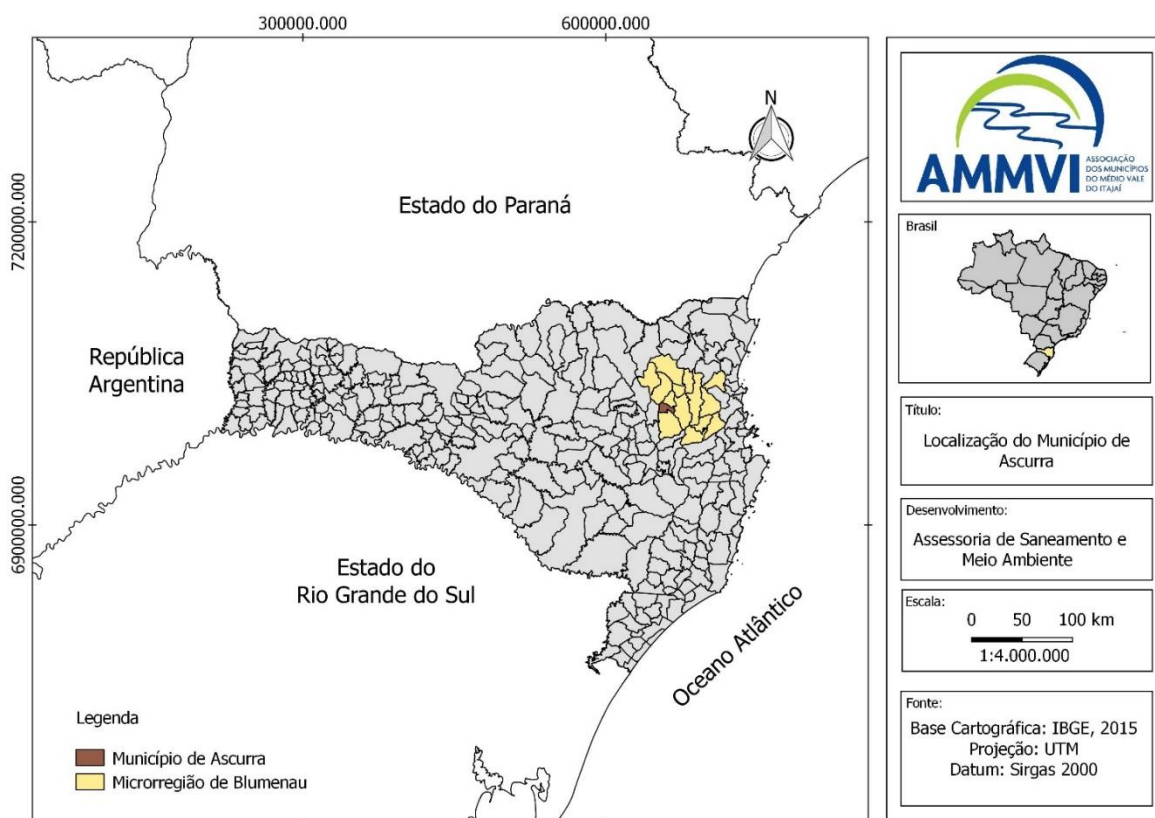 300000.000
600000.000
7200000.000
6900000.000
N
Estado do Paraná
República
Argentina
Estado do
Rio Grande do Sul
Oceano Atlântico
Legenda
Município de Ascurra
Microrregião de Blumenau
AMMVI
ASSOCIAÇÃO
DOS MUNICÍPIOS
DO MÉDIO VALE
DO ITAJAÍ
Brasil
Título:
Localização do Município de
Ascurra
Desenvolvimento:
Assessoria de Saneamento e
Meio Ambiente
Escala:
0 50 100 km
1:4.000.000
Fonte:
Base Cartográfica: IBGE, 2015
Projeção: UTM
Datum: Sirgas 2000